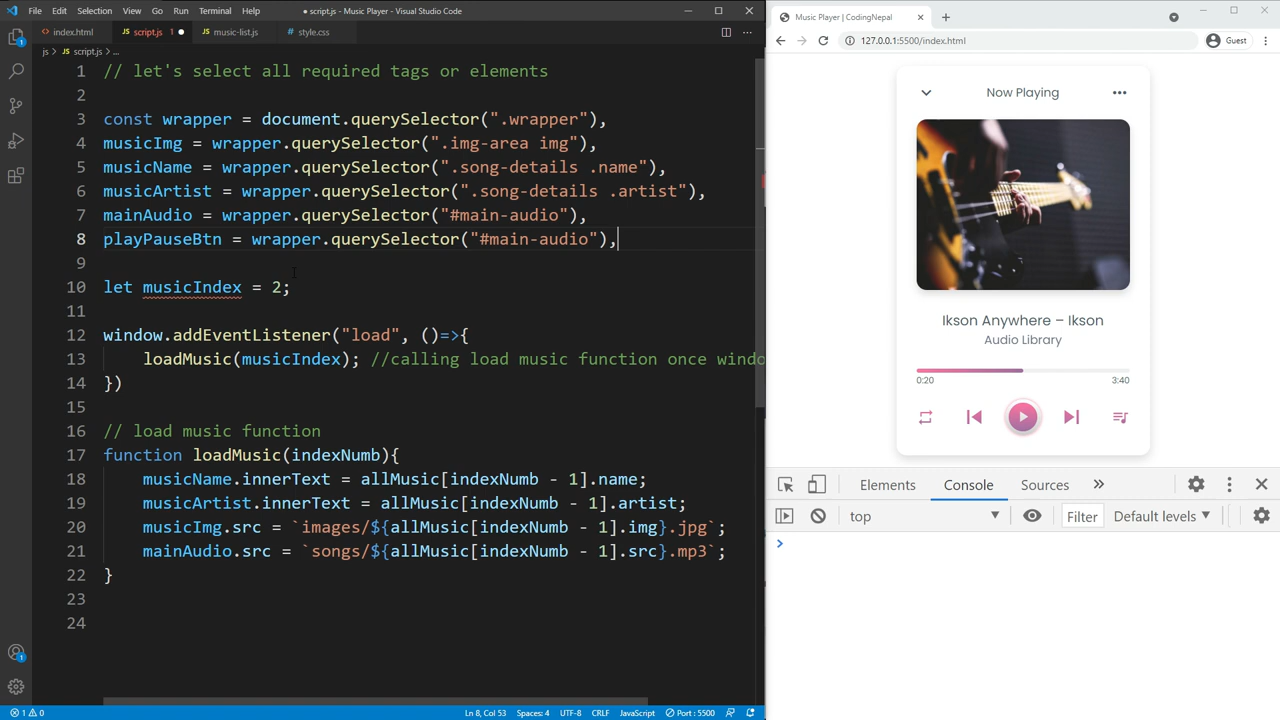 File Edit Selection View Go Run Terminal Help
● script.js - Music Player - Visual Studio Code
index.html script.js 1 ● music-list.js style.css
js > script.js > ...
1 // let's select all required tags or elements
2
3 const wrapper = document.querySelector(".wrapper"),
4 musicImg = wrapper.querySelector(".img-area img"),
5 musicName = wrapper.querySelector(".song-details .name"),
6 musicArtist = wrapper.querySelector(".song-details .artist"),
7 mainAudio = wrapper.querySelector("#main-audio"),
8 playPauseBtn = wrapper.querySelector("#main-audio"),
9
10 let musicIndex = 2;
11
12 window.addEventListener("load", ()=>{
13 loadMusic(musicIndex); //calling load music function once windo
14 })
15
16 // load music function
17 function loadMusic(indexNumb){
18 musicName.innerText = allMusic[indexNumb - 1].name;
19 musicArtist.innerText = allMusic[indexNumb - 1].artist;
20 musicImg.src = `images/${allMusic[indexNumb - 1].img}.jpg`;
21 mainAudio.src = `songs/${allMusic[indexNumb - 1].src}.mp3`;
22 }
23
24
1 0 Ln 8, Col 53 Spaces: 4 UTF-8 CRLF JavaScript Port : 5500
Music Player | CodingNepal
127.0.0.1:5500/index.html Guest
Now Playing
Ikson Anywhere – Ikson
Audio Library
0:20 3:40
Elements Console Sources »
top Filter Default levels